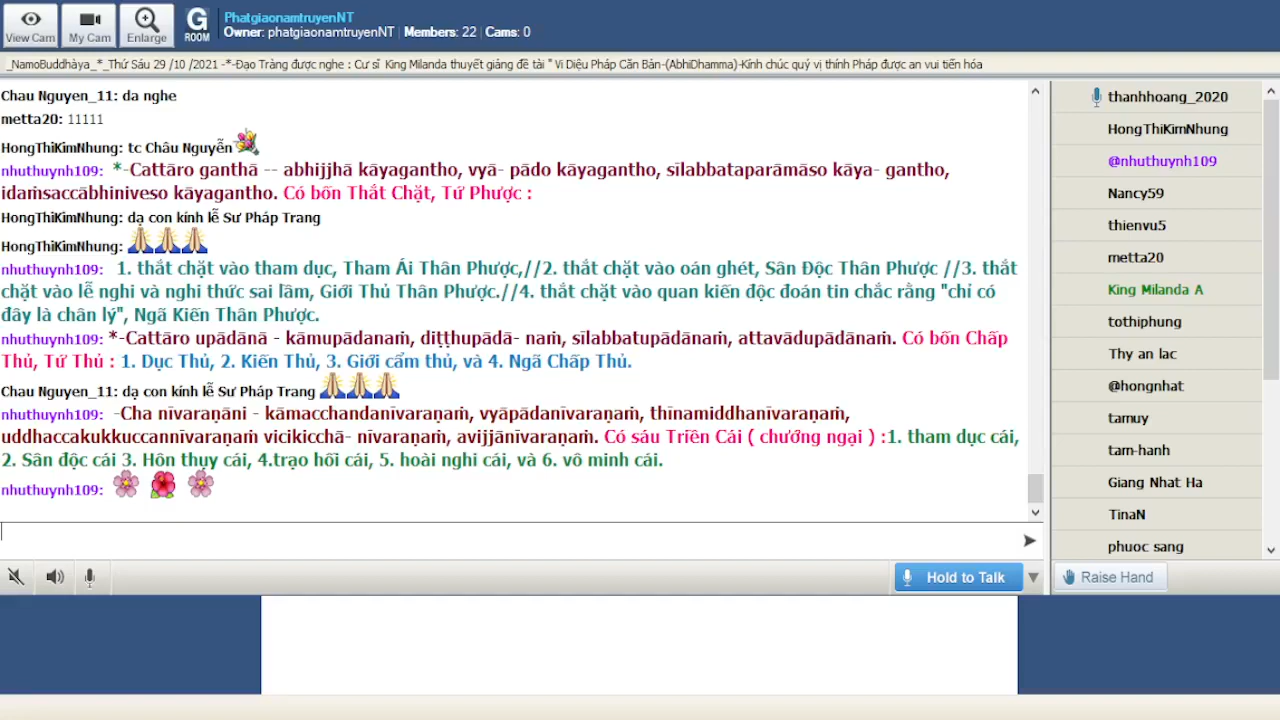 View Cam
My Cam
Enlarge
G
ROOM
PhatgiaonamtruyenNT
Owner: phatgiaonamtruyenNT | Members: 22 | Cams: 0
_NamoBuddhàya_*_Thứ Sáu 29 /10 /2021 -*-Đạo Tràng được nghe : Cư sĩ King Milanda thuyết giảng đề tài " Vi Diệu Pháp Căn Bản-(AbhiDhamma)-Kính chúc quý vị thính Pháp được an vui tiến hóa
Chau Nguyen_11: da nghe
metta20: 11111
HongThiKimNhung: tc Châu Nguyễn
nhuthuynh109: *-Cattāro ganthā -- abhijjhā kāyagantho, vyā- pādo kāyagantho, sīlabbataparāmāso kāya- gantho,
idaṁsaccābhiniveso kāyagantho. Có bốn Thắt Chặt, Tứ Phược :
HongThiKimNhung: dạ con kính lễ Sư Pháp Trang
HongThiKimNhung:
nhuthuynh109: 1. thắt chặt vào tham dục, Tham Ái Thân Phược,//2. thắt chặt vào oán ghét, Sân Độc Thân Phược //3. thắt
chặt vào lễ nghi và nghi thức sai lầm, Giới Thủ Thân Phược.//4. thắt chặt vào quan kiến độc đoán tin chắc rằng "chỉ có
đây là chân lý", Ngã Kiến Thân Phược.
nhuthuynh109: *-Cattāro upādānā - kāmupādanaṁ, diṭṭhupādā- naṁ, sīlabbatupādānaṁ, attavādupādānaṁ. Có bốn Chấp
Thủ, Tứ Thủ : 1. Dục Thủ, 2. Kiến Thủ, 3. Giới cấm thủ, và 4. Ngã Chấp Thủ.
Chau Nguyen_11: dạ con kính lễ Sư Pháp Trang
nhuthuynh109: -Cha nīvaraṇāni - kāmacchandanīvaraṇaṁ, vyāpādanīvaraṇaṁ, thīnamiddhanīvaraṇaṁ,
uddhaccakukkuccannīvaraṇaṁ vicikicchā- nīvaraṇaṁ, avijjānīvaraṇaṁ. Có sáu Triền Cái ( chướng ngại ) :1. tham dục cái,
2. Sân độc cái 3. Hôn thụy cái, 4.trạo hối cái, 5. hoài nghi cái, và 6. vô minh cái.
nhuthuynh109:
Hold to Talk
thanhhoang_2020
HongThiKimNhung
@nhuthuynh109
Nancy59
thienvu5
metta20
King Milanda A
tothiphung
Thy an lac
@hongnhat
tamuy
tam-hanh
Giang Nhat Ha
TinaN
phuoc sang
Raise Hand